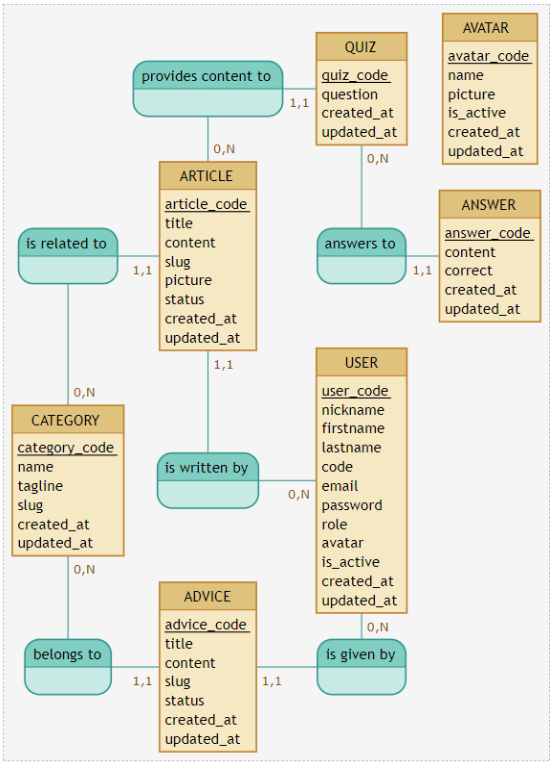 QUIZ
quiz_code
question
created_at
updated_at
AVATAR
avatar_code
name
picture
is_active
created_at
updated_at
provides content to
1,1
0,N
0,N
ARTICLE
article_code
title
content
slug
picture
status
created_at
updated_at
is related to
1,1
answers to
1,1
ANSWER
answer_code
content
correct
created_at
updated_at
1,1
0,N
CATEGORY
category_code
name
tagline
slug
created_at
updated_at
USER
user_code
nickname
firstname
lastname
code
email
password
role
avatar
is_active
created_at
updated_at
is written by
0,N
0,N
ADVICE
advice_code
title
content
slug
status
created_at
updated_at
0,N
belongs to
1,1
1,1
is given by